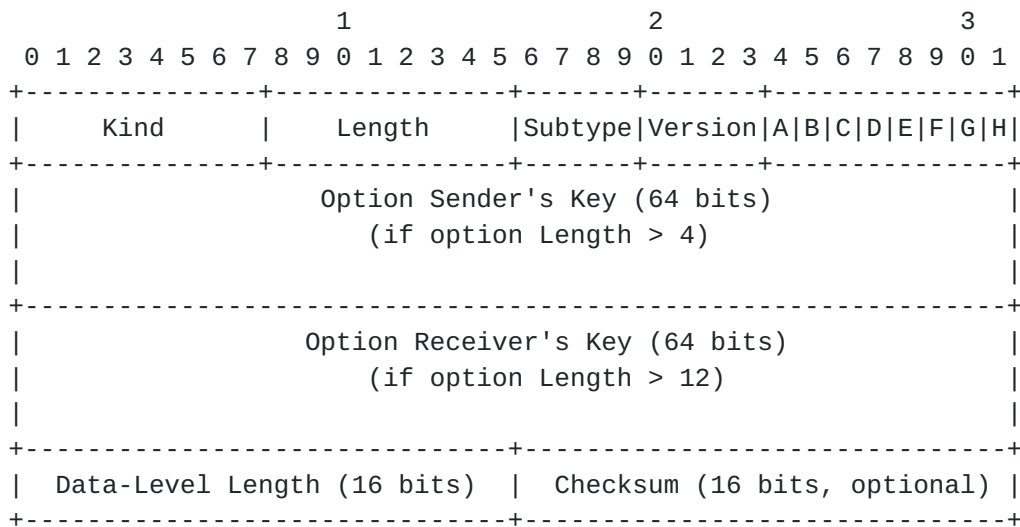 1                   2                   3
 0 1 2 3 4 5 6 7 8 9 0 1 2 3 4 5 6 7 8 9 0 1 2 3 4 5 6 7 8 9 0 1
+---------------+---------------+-------+-------+---------------+
|     Kind      |    Length     |Subtype|Version|A|B|C|D|E|F|G|H|
+---------------+---------------+-------+-------+---------------+
|                   Option Sender's Key (64 bits)               |
|                      (if option Length > 4)                   |
|                                                               |
+---------------------------------------------------------------+
|                  Option Receiver's Key (64 bits)              |
|                      (if option Length > 12)                  |
|                                                               |
+-------------------------------+-------------------------------+
|  Data-Level Length (16 bits)  |  Checksum (16 bits, optional) |
+-------------------------------+-------------------------------+